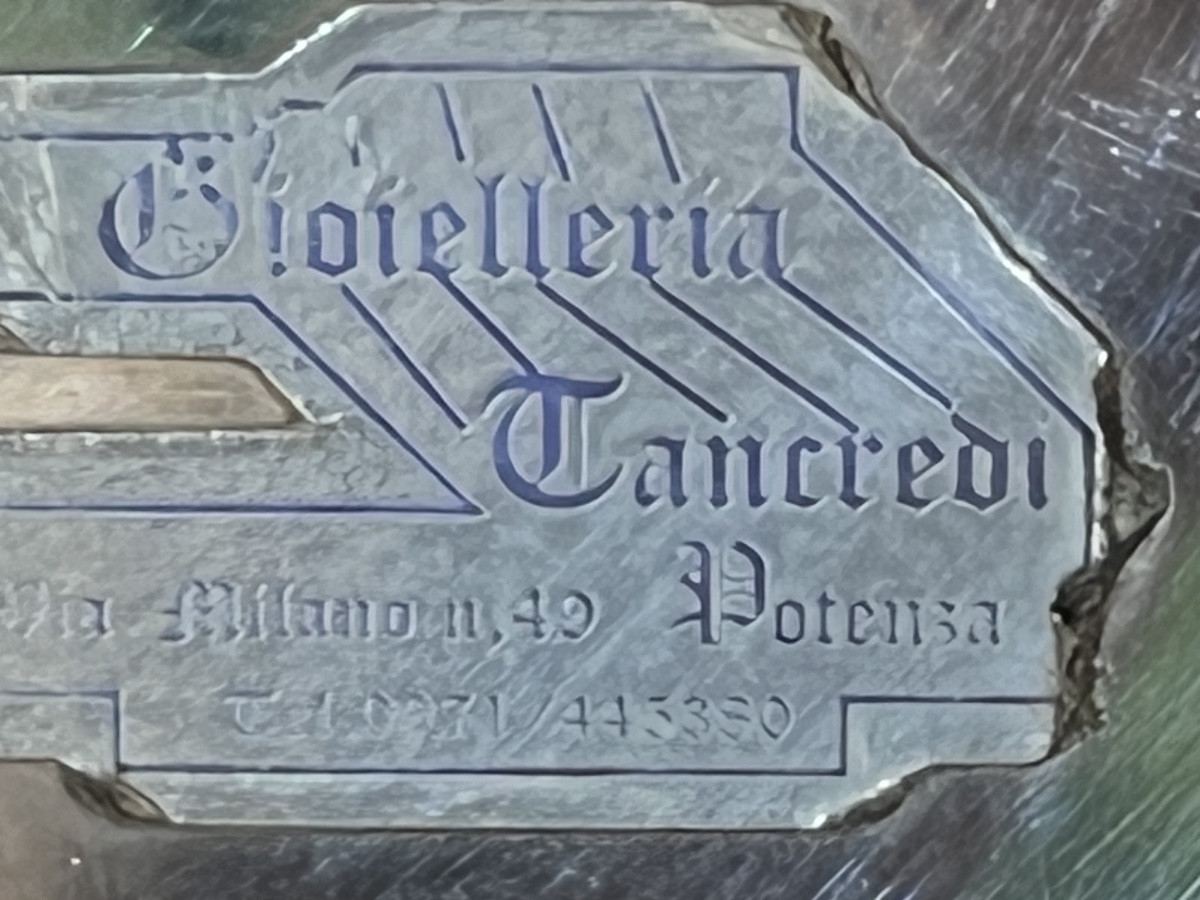 Gioielleria
Tancredi
Via Milano n.49 Potenza
Tel 0971/445380